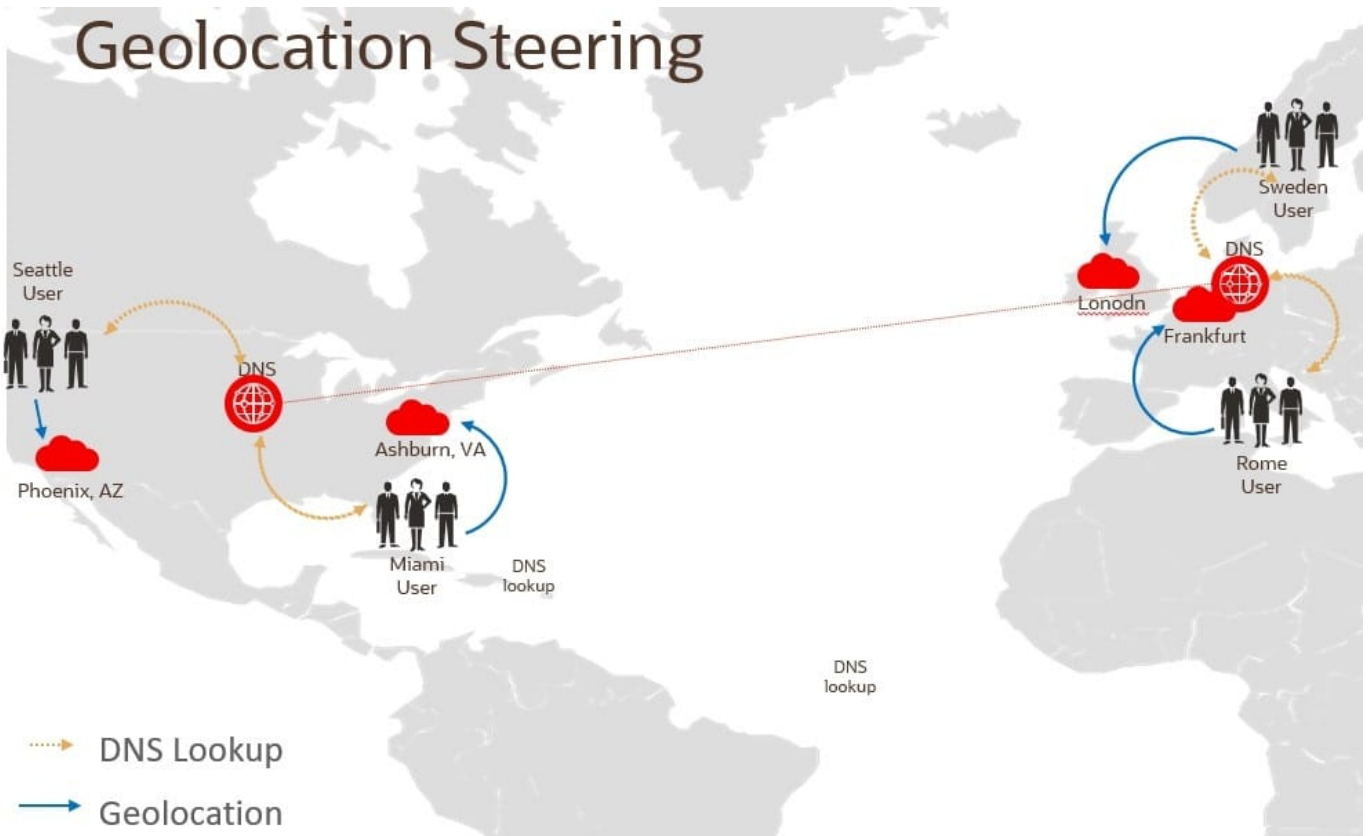 Geolocation Steering
Sweden
User
DNS
Lonodn
Frankfurt
Seattle
User
DNS
Ashburn, VA
Phoenix, AZ
Rome
User
Miami
User
DNS
lookup
DNS
lookup
DNS Lookup
Geolocation